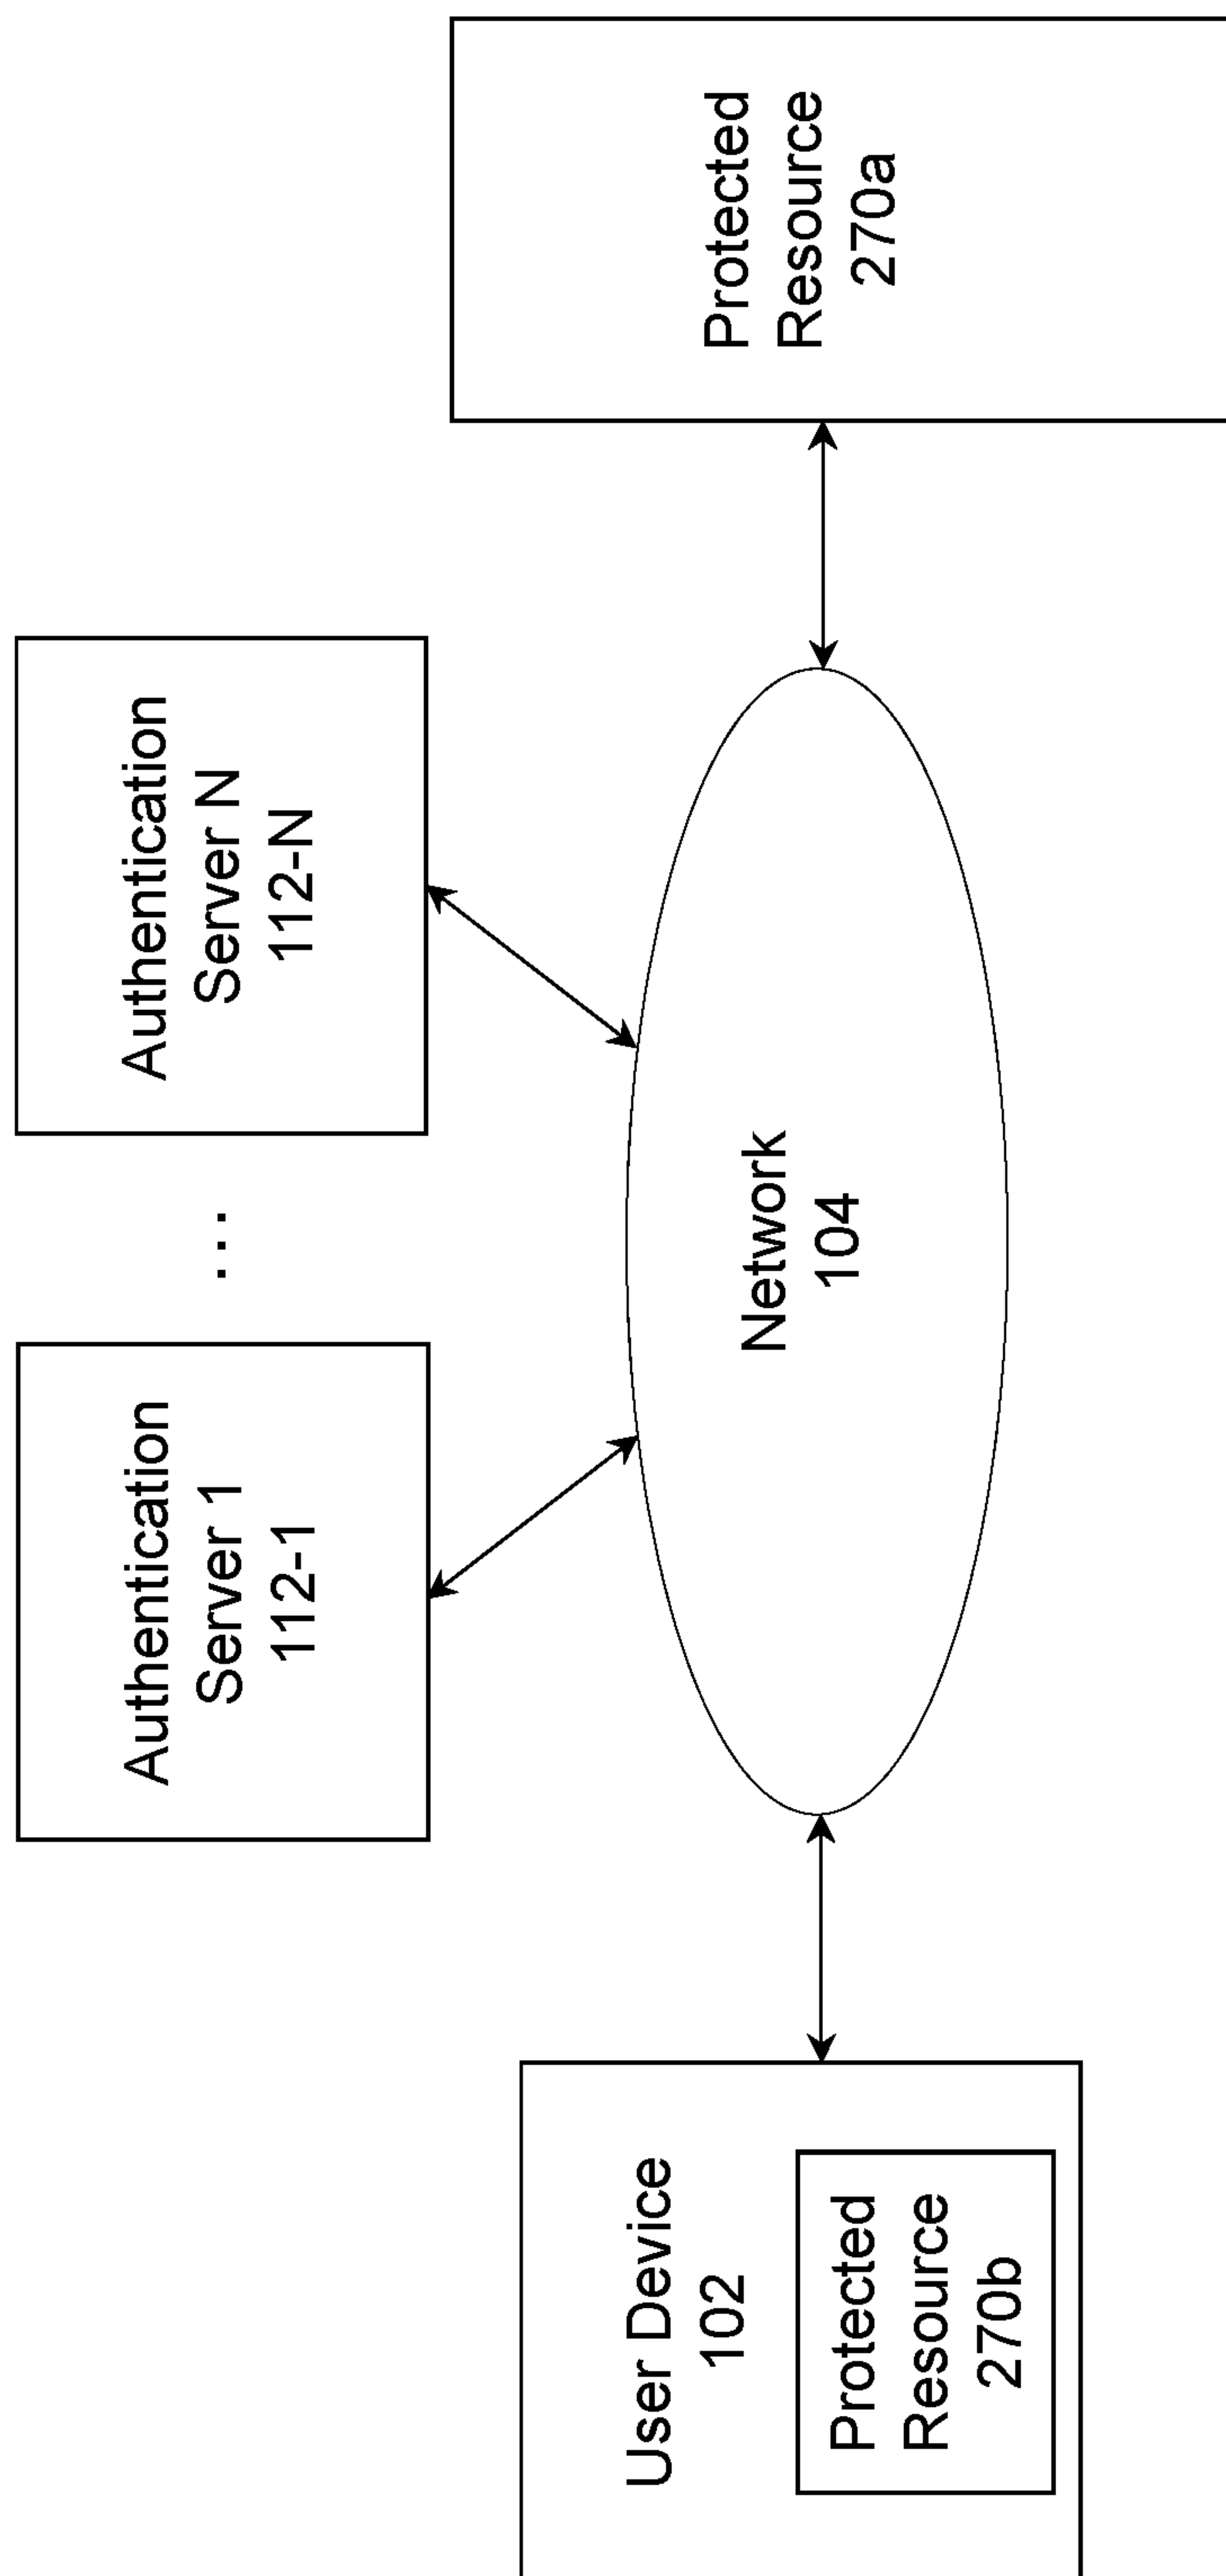 Authentication
Server 1
112-1
...
Authentication
Server N
112-N
User Device
102
Protected
Resource
270b
Network
104
Protected
Resource
270a